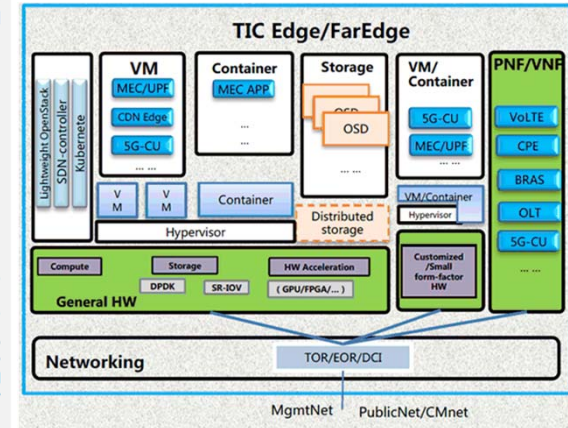 TIC Edge/FarEdge
Lightweight OpenStack
SDN-controller
Kubernete
VM
MEC/UPF
CDN Edge
5G-CU
... ...
Container
MEC APP
...
...
Storage
OSD
OSD
OSD
... ...
VM/
Container
5G-CU
MEC/UPF
... ...
PNF/VNF
VoLTE
CPE
BRAS
OLT
5G-CU
... ...
V
M
V
M
Container
Hypervisor
Distributed
storage
VM/Container
Hypervisor
Compute
Storage
HW Acceleration
DPDK
SR-IOV
( GPU/FPGA/... )
General HW
Customized
/Small
form-factor
HW
Networking
TOR/EOR/DCI
MgmtNet
PublicNet/CMnet